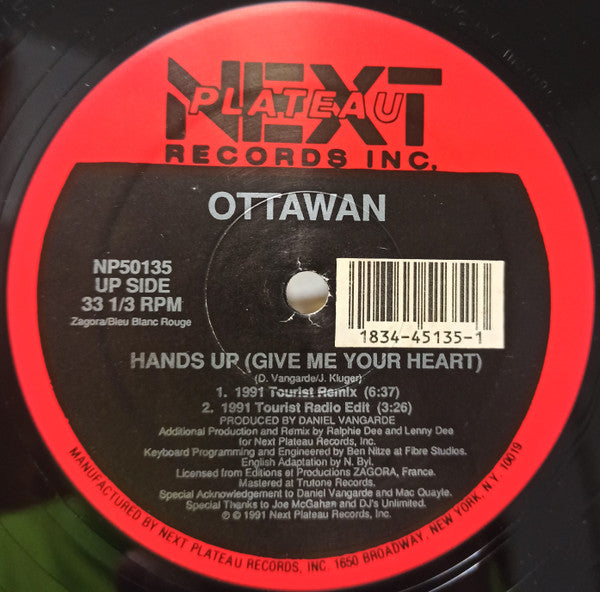 NEXT
PLATEAU
RECORDS INC.
OTTAWAN
NP50135
UP SIDE
33 1/3 RPM
Zagora/Bleu Blanc Rouge
1834-45135-1
HANDS UP (GIVE ME YOUR HEART)
(D. Vangarde/J. Kluger)
1. 1991 Tourist Remix (6:37)
2. 1991 Tourist Radio Edit (3:26)
PRODUCED BY DANIEL VANGARDE
Additional Production and Remix by Ralphie Dee and Lenny Dee
for Next Plateau Records, Inc.
Keyboard Programming and Engineered by Ben Nitze at Fibre Studios.
English Adaptation by N. Byl.
Licensed from Editions et Productions ZAGORA, France.
Mastered at Trutone Records.
Special Acknowledgement to Daniel Vangarde and Mac Quayle.
Special Thanks to Joe McGahan and DJ's Unlimited.
℗ © 1991 Next Plateau Records, Inc.
MANUFACTURED BY NEXT PLATEAU RECORDS, INC. 1650 BROADWAY, NEW YORK, N.Y. 10019